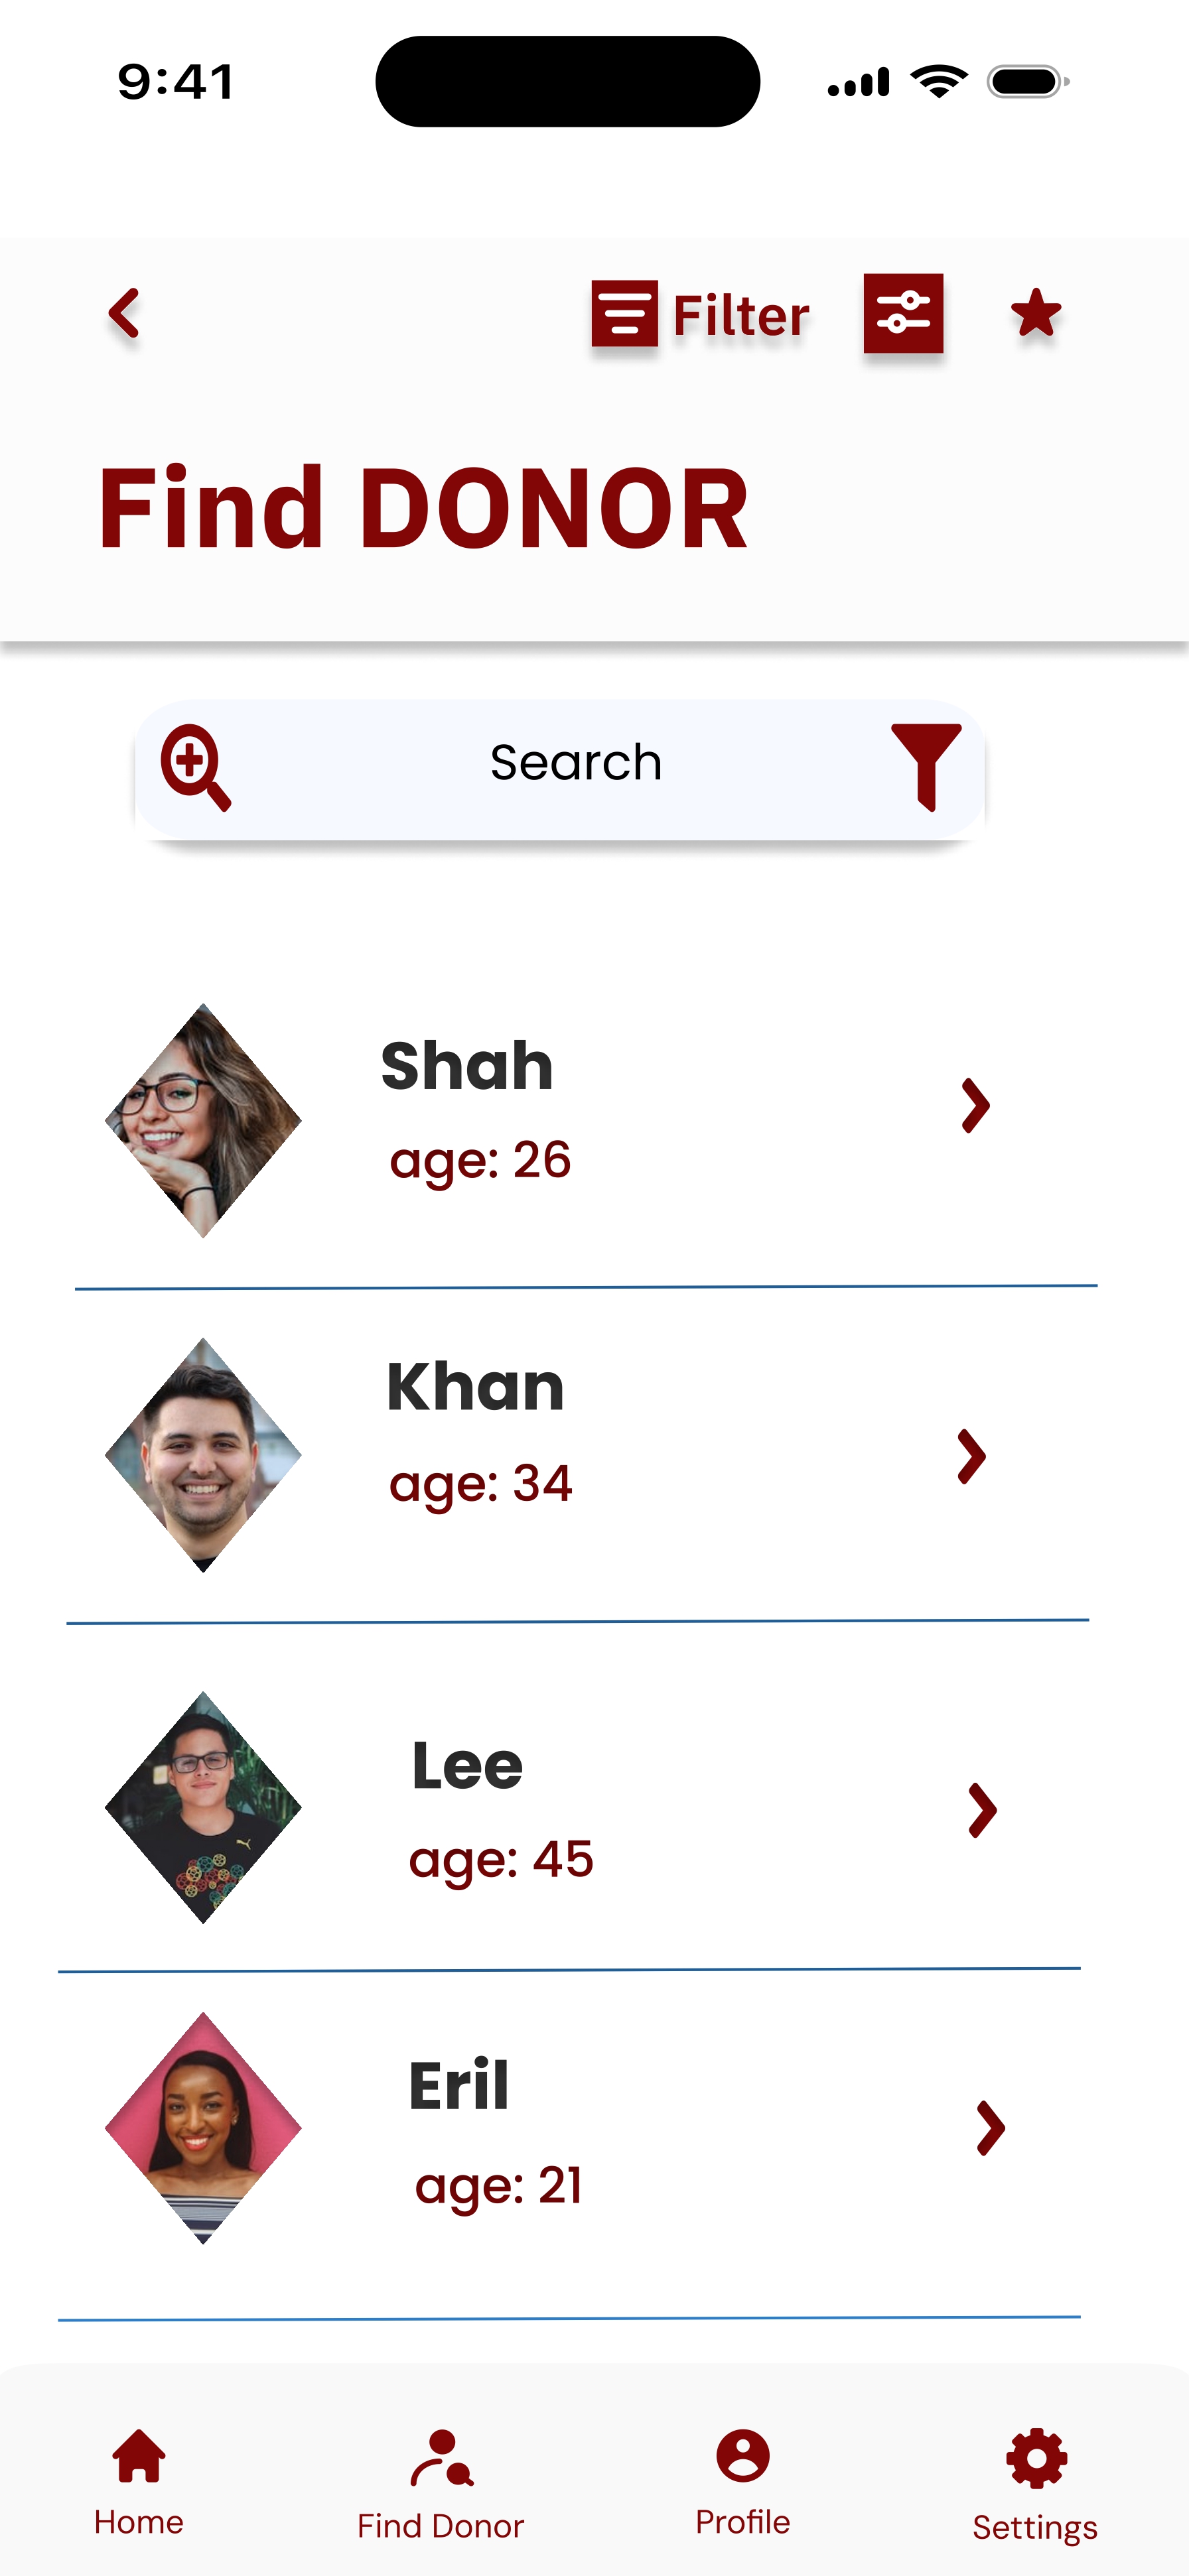 9:41
Filter
Find DONOR
Search
Shah
age: 26
Khan
age: 34
Lee
age: 45
Eril
age: 21
Home
Find Donor
Profile
Settings